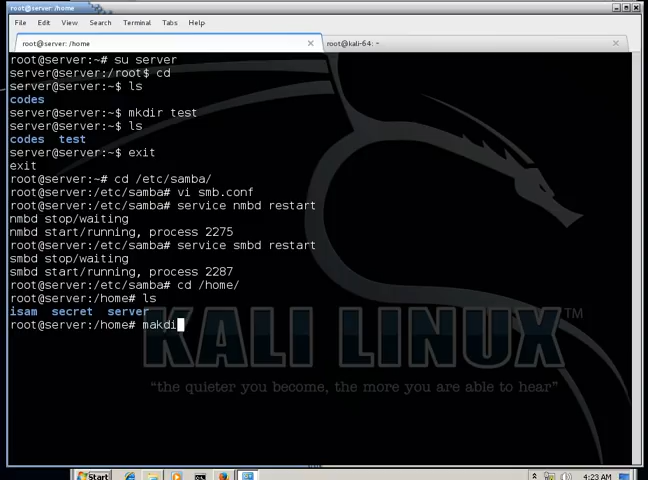 root@server: /home
File Edit View Search Terminal Tabs Help
root@server: /home root@kali-64: ~
root@server:~# su server
server@server:/root$ cd
server@server:~$ ls
codes
server@server:~$ mkdir test
server@server:~$ ls
codes test
server@server:~$ exit
exit
root@server:~# cd /etc/samba/
root@server:/etc/samba# vi smb.conf
root@server:/etc/samba# service nmbd restart
nmbd stop/waiting
nmbd start/running, process 2275
root@server:/etc/samba# service smbd restart
smbd stop/waiting
smbd start/running, process 2287
root@server:/etc/samba# cd /home/
root@server:/home# ls
isam secret server
root@server:/home# makdi
KALI LINUX TM
"the quieter you become, the more you are able to hear"
Start 4:23 AM